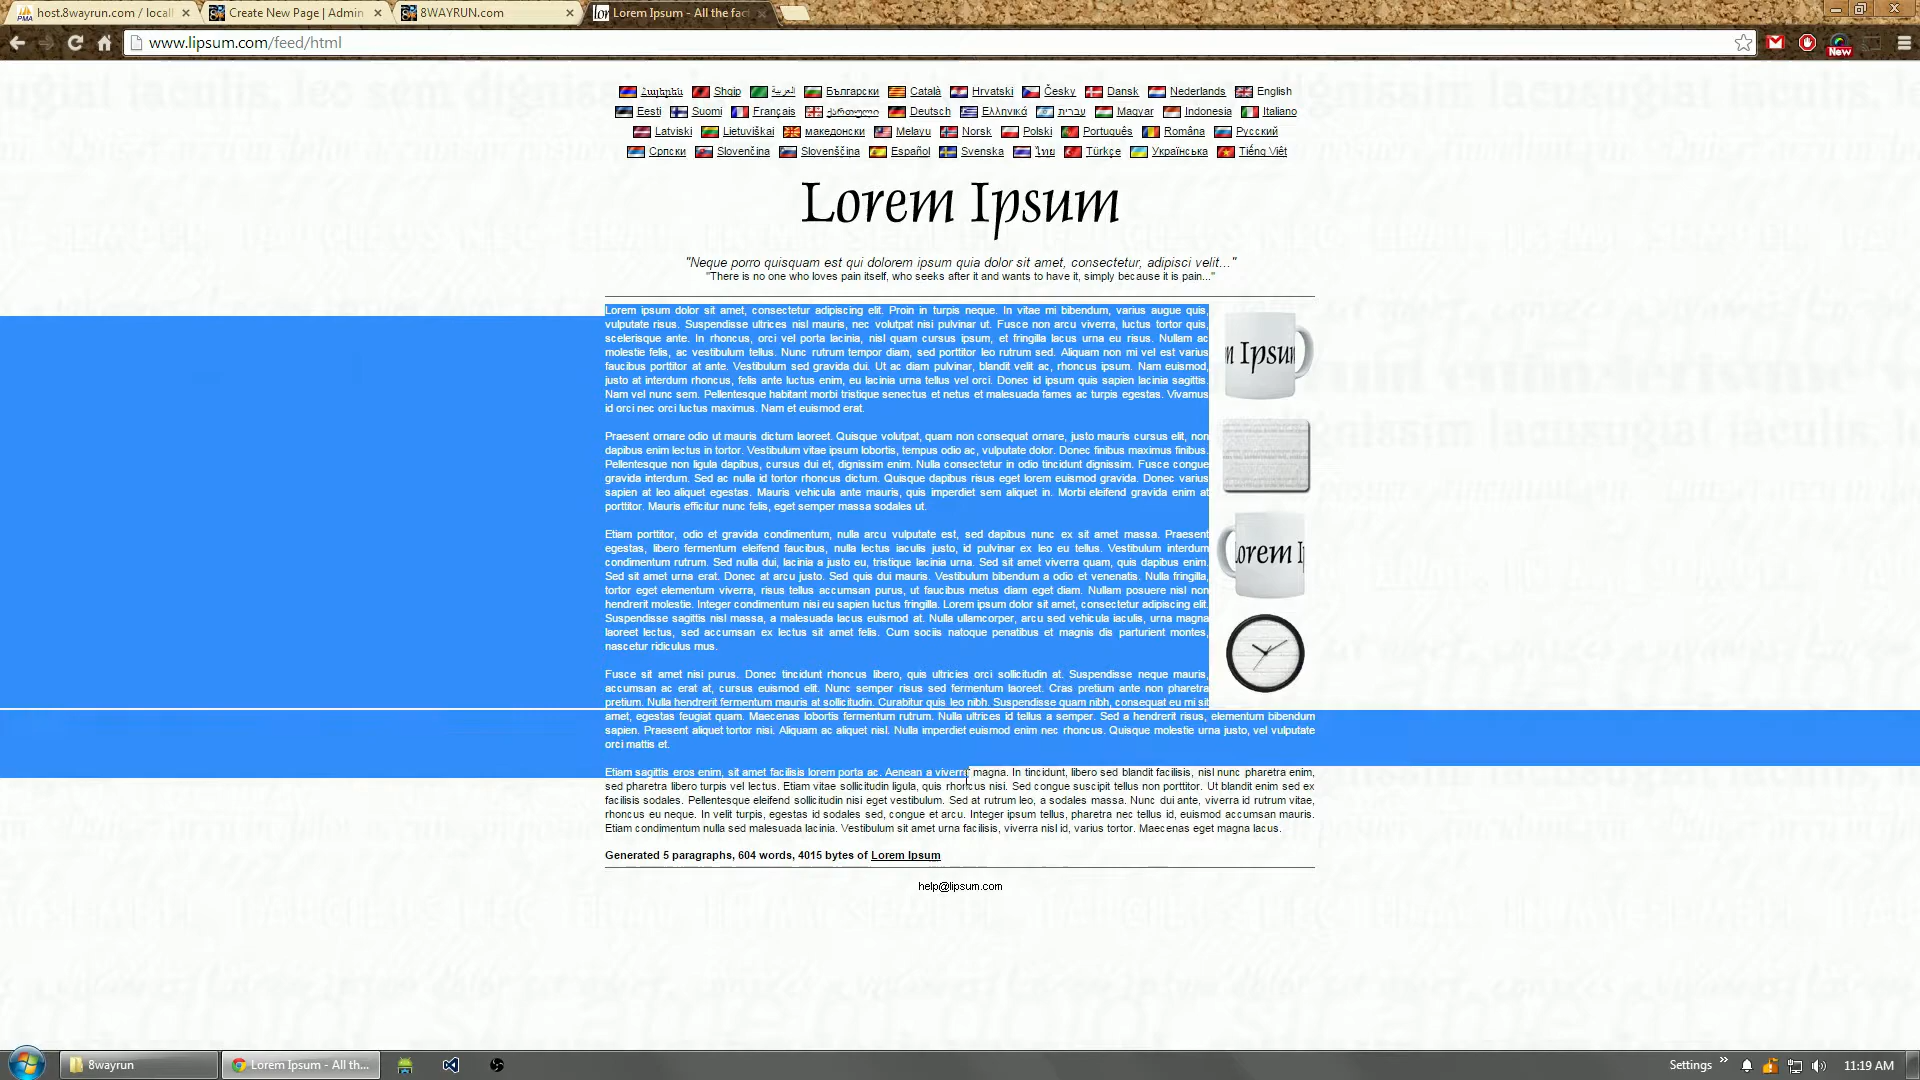 host.8wayrun.com / local
Create New Page | Admin
8WAYRUN.com
Lorem Ipsum - All the fac
www.lipsum.com/feed/html
New
Հայերեն Shqip العربية Български Català Hrvatski Česky Dansk Nederlands English
Eesti Suomi Français ქართული Deutsch Ελληνικά עברית Magyar Indonesia Italiano
Latviski Lietuviškai македонски Melayu Norsk Polski Português Româna Русский
Српски Slovenčina Slovenščina Español Svenska ไทย Türkçe Українська Tiếng Việt
Lorem Ipsum
"Neque porro quisquam est qui dolorem ipsum quia dolor sit amet, consectetur, adipisci velit..."
"There is no one who loves pain itself, who seeks after it and wants to have it, simply because it is pain..."
Lorem ipsum dolor sit amet, consectetur adipiscing elit. Proin in turpis neque. In vitae mi bibendum, varius augue quis,
vulputate risus. Suspendisse ultrices nisl mauris, nec volutpat nisi pulvinar ut. Fusce non arcu viverra, luctus tortor quis,
scelerisque ante. In rhoncus, orci vel porta lacinia, nisl quam cursus ipsum, et fringilla lacus urna eu risus. Nullam ac
molestie felis, ac vestibulum tellus. Nunc rutrum tempor diam, sed porttitor leo rutrum sed. Aliquam non mi vel est varius
faucibus porttitor at ante. Vestibulum sed gravida dui. Ut ac diam pulvinar, blandit velit ac, rhoncus ipsum. Nam euismod,
justo at interdum rhoncus, felis ante luctus enim, eu lacinia urna tellus vel orci. Donec id ipsum quis sapien lacinia sagittis.
Nam vel nunc sem. Pellentesque habitant morbi tristique senectus et netus et malesuada fames ac turpis egestas. Vivamus
id orci nec orci luctus maximus. Nam et euismod erat.
Praesent ornare odio ut mauris dictum laoreet. Quisque volutpat, quam non consequat ornare, justo mauris cursus elit, non
dapibus enim lectus in tortor. Vestibulum vitae ipsum lobortis, tempus odio ac, vulputate dolor. Donec finibus maximus finibus.
Pellentesque non ligula dapibus, cursus dui et, dignissim enim. Nulla consectetur in odio tincidunt dignissim. Fusce congue
gravida interdum. Sed ac nulla id tortor rhoncus dictum. Quisque dapibus risus eget lorem euismod gravida. Donec varius
sapien at leo aliquet egestas. Mauris vehicula ante mauris, quis imperdiet sem aliquet in. Morbi eleifend gravida enim at
porttitor. Mauris efficitur nunc felis, eget semper massa sodales ut.
Etiam porttitor, odio et gravida condimentum, nulla arcu vulputate est, sed dapibus nunc ex sit amet massa. Praesent
egestas, libero fermentum eleifend faucibus, nulla lectus iaculis justo, id pulvinar ex leo eu tellus. Vestibulum interdum
condimentum rutrum. Sed nulla dui, lacinia a justo eu, tristique lacinia urna. Sed sit amet viverra quam, quis dapibus enim.
Sed sit amet urna erat. Donec at arcu justo. Sed quis dui mauris. Vestibulum bibendum a odio et venenatis. Nulla fringilla,
tortor eget elementum viverra, risus tellus accumsan purus, ut faucibus metus diam eget diam. Nullam posuere nisl non
hendrerit molestie. Integer condimentum nisi eu sapien luctus fringilla. Lorem ipsum dolor sit amet, consectetur adipiscing elit.
Suspendisse sagittis nisl massa, a malesuada lacus euismod at. Nulla ullamcorper, arcu sed vehicula iaculis, urna magna
laoreet lectus, sed accumsan ex lectus sit amet felis. Cum sociis natoque penatibus et magnis dis parturient montes,
nascetur ridiculus mus.
Fusce sit amet nisi purus. Donec tincidunt rhoncus libero, quis ultricies orci sollicitudin at. Suspendisse neque mauris,
accumsan ac erat at, cursus euismod elit. Nunc semper risus sed fermentum laoreet. Cras pretium ante non pharetra
pretium. Nulla hendrerit fermentum mauris at sollicitudin. Curabitur quis leo nibh. Suspendisse quam nibh, consequat eu mi sit
amet, egestas feugiat quam. Maecenas lobortis fermentum rutrum. Nulla ultrices id tellus a semper. Sed a hendrerit risus, elementum bibendum
sapien. Praesent aliquet tortor nisi. Aliquam ac aliquet nisl. Nulla imperdiet euismod enim nec rhoncus. Quisque molestie urna justo, vel vulputate
orci mattis et.
Etiam sagittis eros enim, sit amet facilisis lorem porta ac. Aenean a viverra magna. In tincidunt, libero sed blandit facilisis, nisl nunc pharetra enim,
sed pharetra libero turpis vel lectus. Etiam vitae sollicitudin ligula, quis rhoncus nisi. Sed congue suscipit tellus non porttitor. Ut blandit enim sed ex
facilisis sodales. Pellentesque eleifend sollicitudin nisi eget vestibulum. Sed at rutrum leo, a sodales massa. Nunc dui ante, viverra id rutrum vitae,
rhoncus eu neque. In velit turpis, egestas id sodales sed, congue et arcu. Integer ipsum tellus, pharetra nec tellus id, euismod accumsan mauris.
Etiam condimentum nulla sed malesuada lacinia. Vestibulum sit amet urna facilisis, viverra nisl id, varius tortor. Maecenas eget magna lacus.
m Ipsum
Lorem I
Generated 5 paragraphs, 604 words, 4015 bytes of Lorem Ipsum
help@lipsum.com
8wayrun
Lorem Ipsum - All th...
Settings
11:19 AM